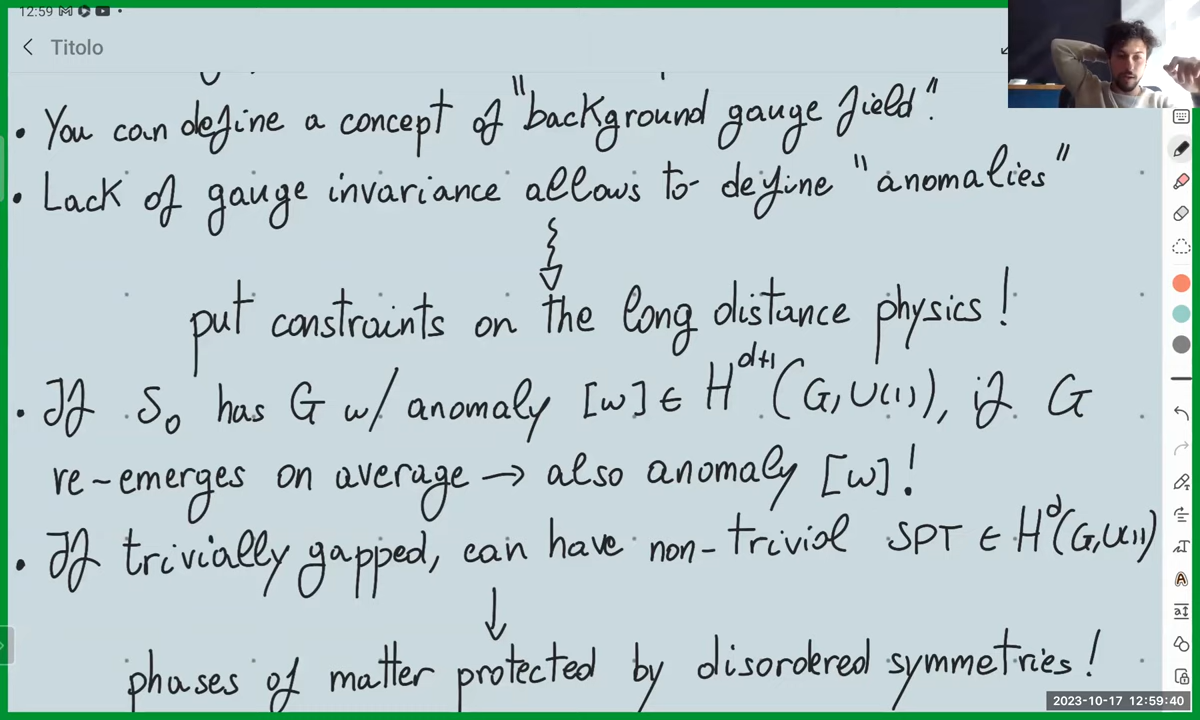 12:59
Titolo
• You can define a concept of "background gauge field"
• Lack of gauge invariance allows to define "anomalies"
put constraints on the long distance physics!
• If S₀ has G w/ anomaly [w] ∈ H^{d+1}(G, U(1)), if G
re-emerges on average → also anomaly [w]!
• If trivially gapped, can have non-trivial SPT ∈ H^d(G, U(1))
phases of matter protected by disordered symmetries!
2023-10-17 12:59:40